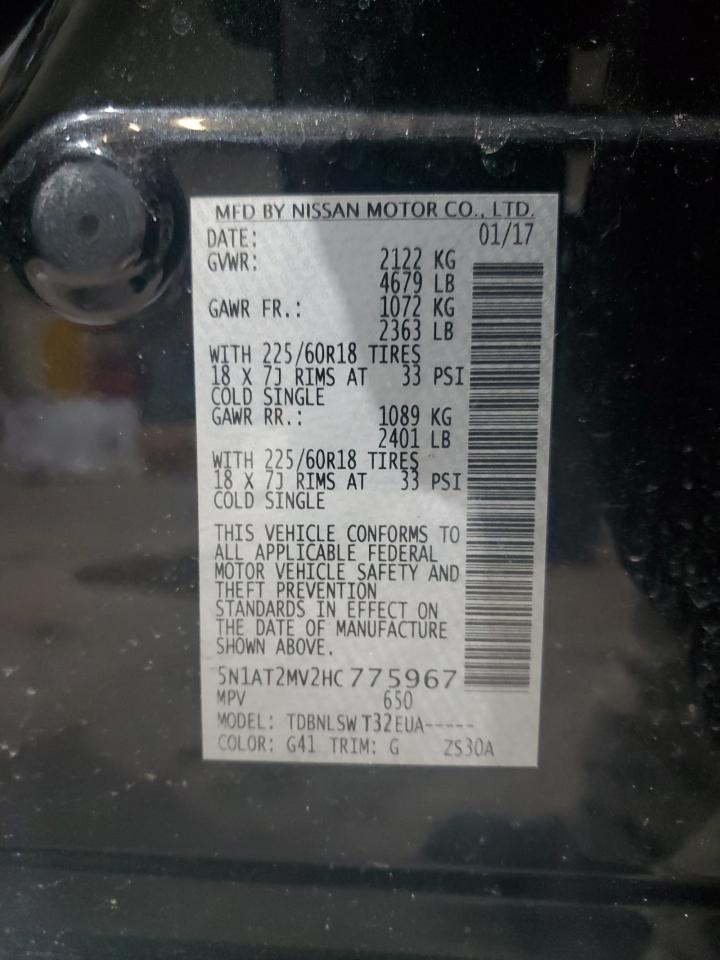 MFD BY NISSAN MOTOR CO., LTD.
DATE: 01/17
GVWR: 2122 KG
4679 LB
GAWR FR.: 1072 KG
2363 LB
WITH 225/60R18 TIRES
18 X 7J RIMS AT 33 PSI
COLD SINGLE
GAWR RR.: 1089 KG
2401 LB
WITH 225/60R18 TIRES
18 X 7J RIMS AT 33 PSI
COLD SINGLE
THIS VEHICLE CONFORMS TO
ALL APPLICABLE FEDERAL
MOTOR VEHICLE SAFETY AND
THEFT PREVENTION
STANDARDS IN EFFECT ON
THE DATE OF MANUFACTURE
SHOWN ABOVE.
5N1AT2MV2HC775967
MPV 650
MODEL: TDBNLSW T32EUA-----
COLOR: G41 TRIM: G ZS30A